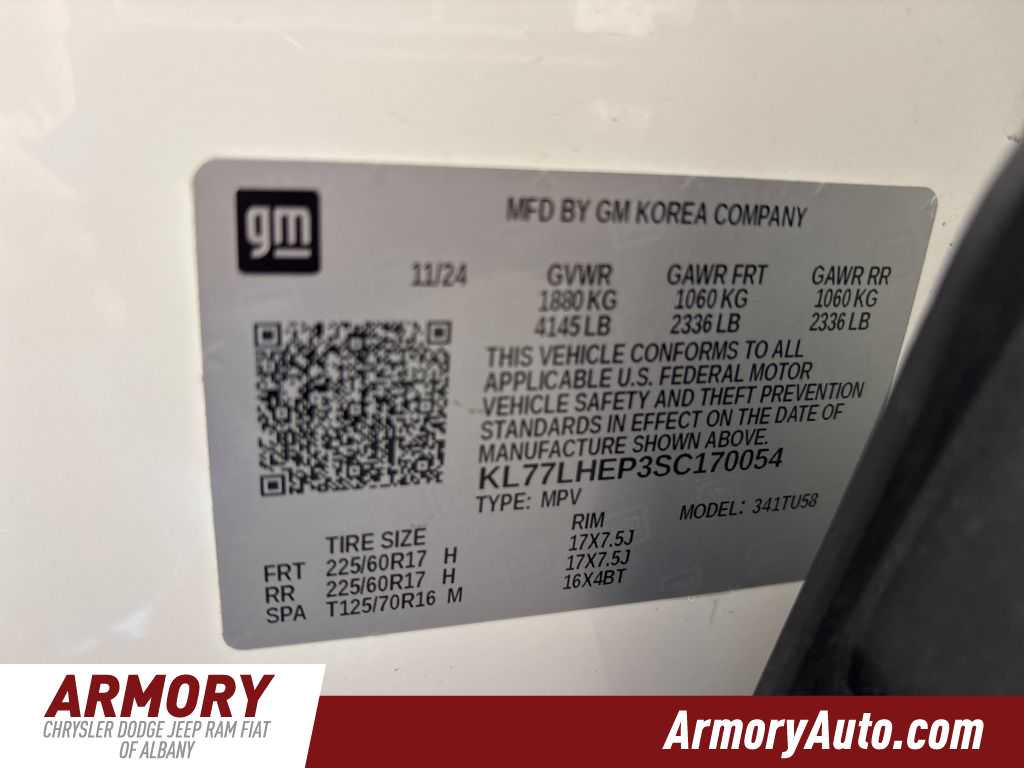 gm
MFD BY GM KOREA COMPANY
11/24 GVWR GAWR FRT GAWR RR
1880 KG 1060 KG 1060 KG
4145 LB 2336 LB 2336 LB
THIS VEHICLE CONFORMS TO ALL
APPLICABLE U.S. FEDERAL MOTOR
VEHICLE SAFETY AND THEFT PREVENTION
STANDARDS IN EFFECT ON THE DATE OF
MANUFACTURE SHOWN ABOVE.
KL77LHEP3SC170054
TYPE: MPV MODEL: 341TU58
TIRE SIZE RIM
FRT 225/60R17 H 17X7.5J
RR 225/60R17 H 17X7.5J
SPA T125/70R16 M 16X4BT
ARMORY
CHRYSLER DODGE JEEP RAM FIAT
OF ALBANY
ArmoryAuto.com